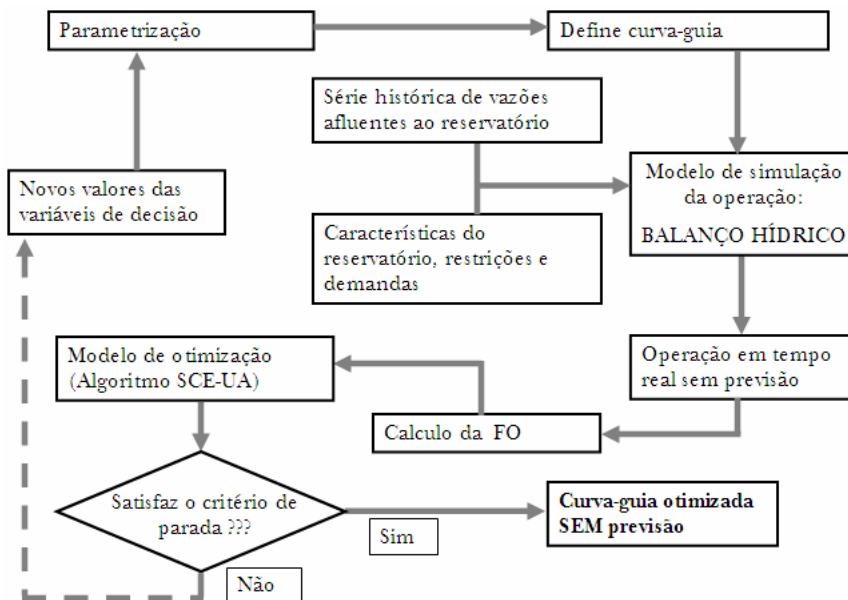 Parametrização
Define curva-guia
Série histórica de vazões
afluentes ao reservatório
Novos valores das
variáveis de decisão
Modelo de simulação
da operação:
BALANÇO HÍDRICO
Características do
reservatório, restrições e
demandas
Modelo de otimização
(Algoritmo SCE-UA)
Operação em tempo
real sem previsão
Calculo da FO
Satisfaz o critério de
parada ???
Sim
Curva-guia otimizada
SEM previsão
Não